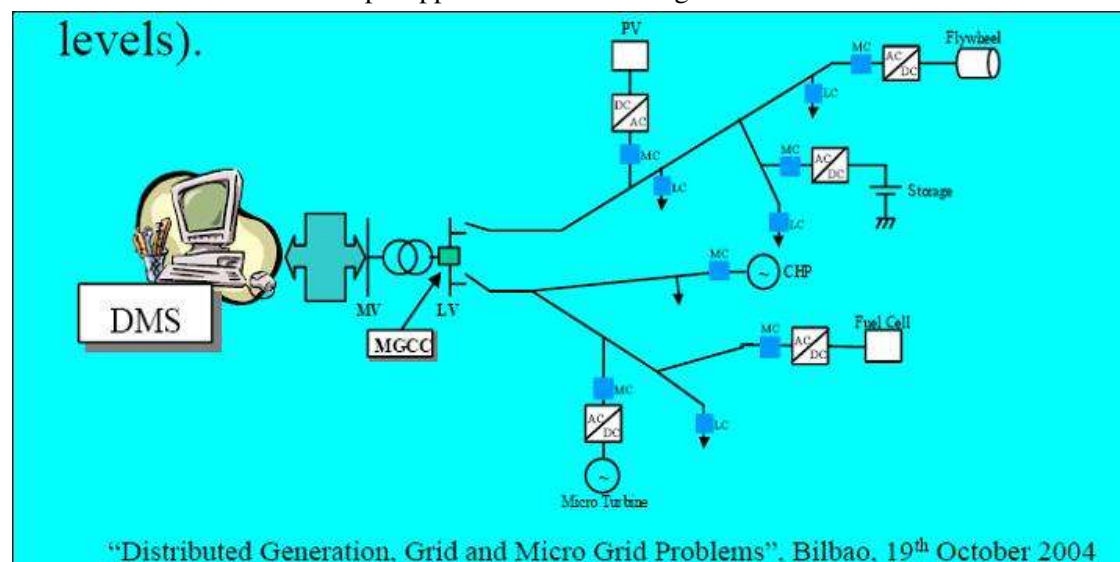 levels).
PV
MC
AC
DC
Flywheel
LC
DC
AC
MC
LC
MC
AC
DC
Storage
LC
DMS
MV
LV
MGCC
MC
~
CHP
MC
AC
DC
Fuel Cell
MC
AC
DC
LC
~
Micro Turbine
“Distributed Generation, Grid and Micro Grid Problems”, Bilbao, 19th October 2004